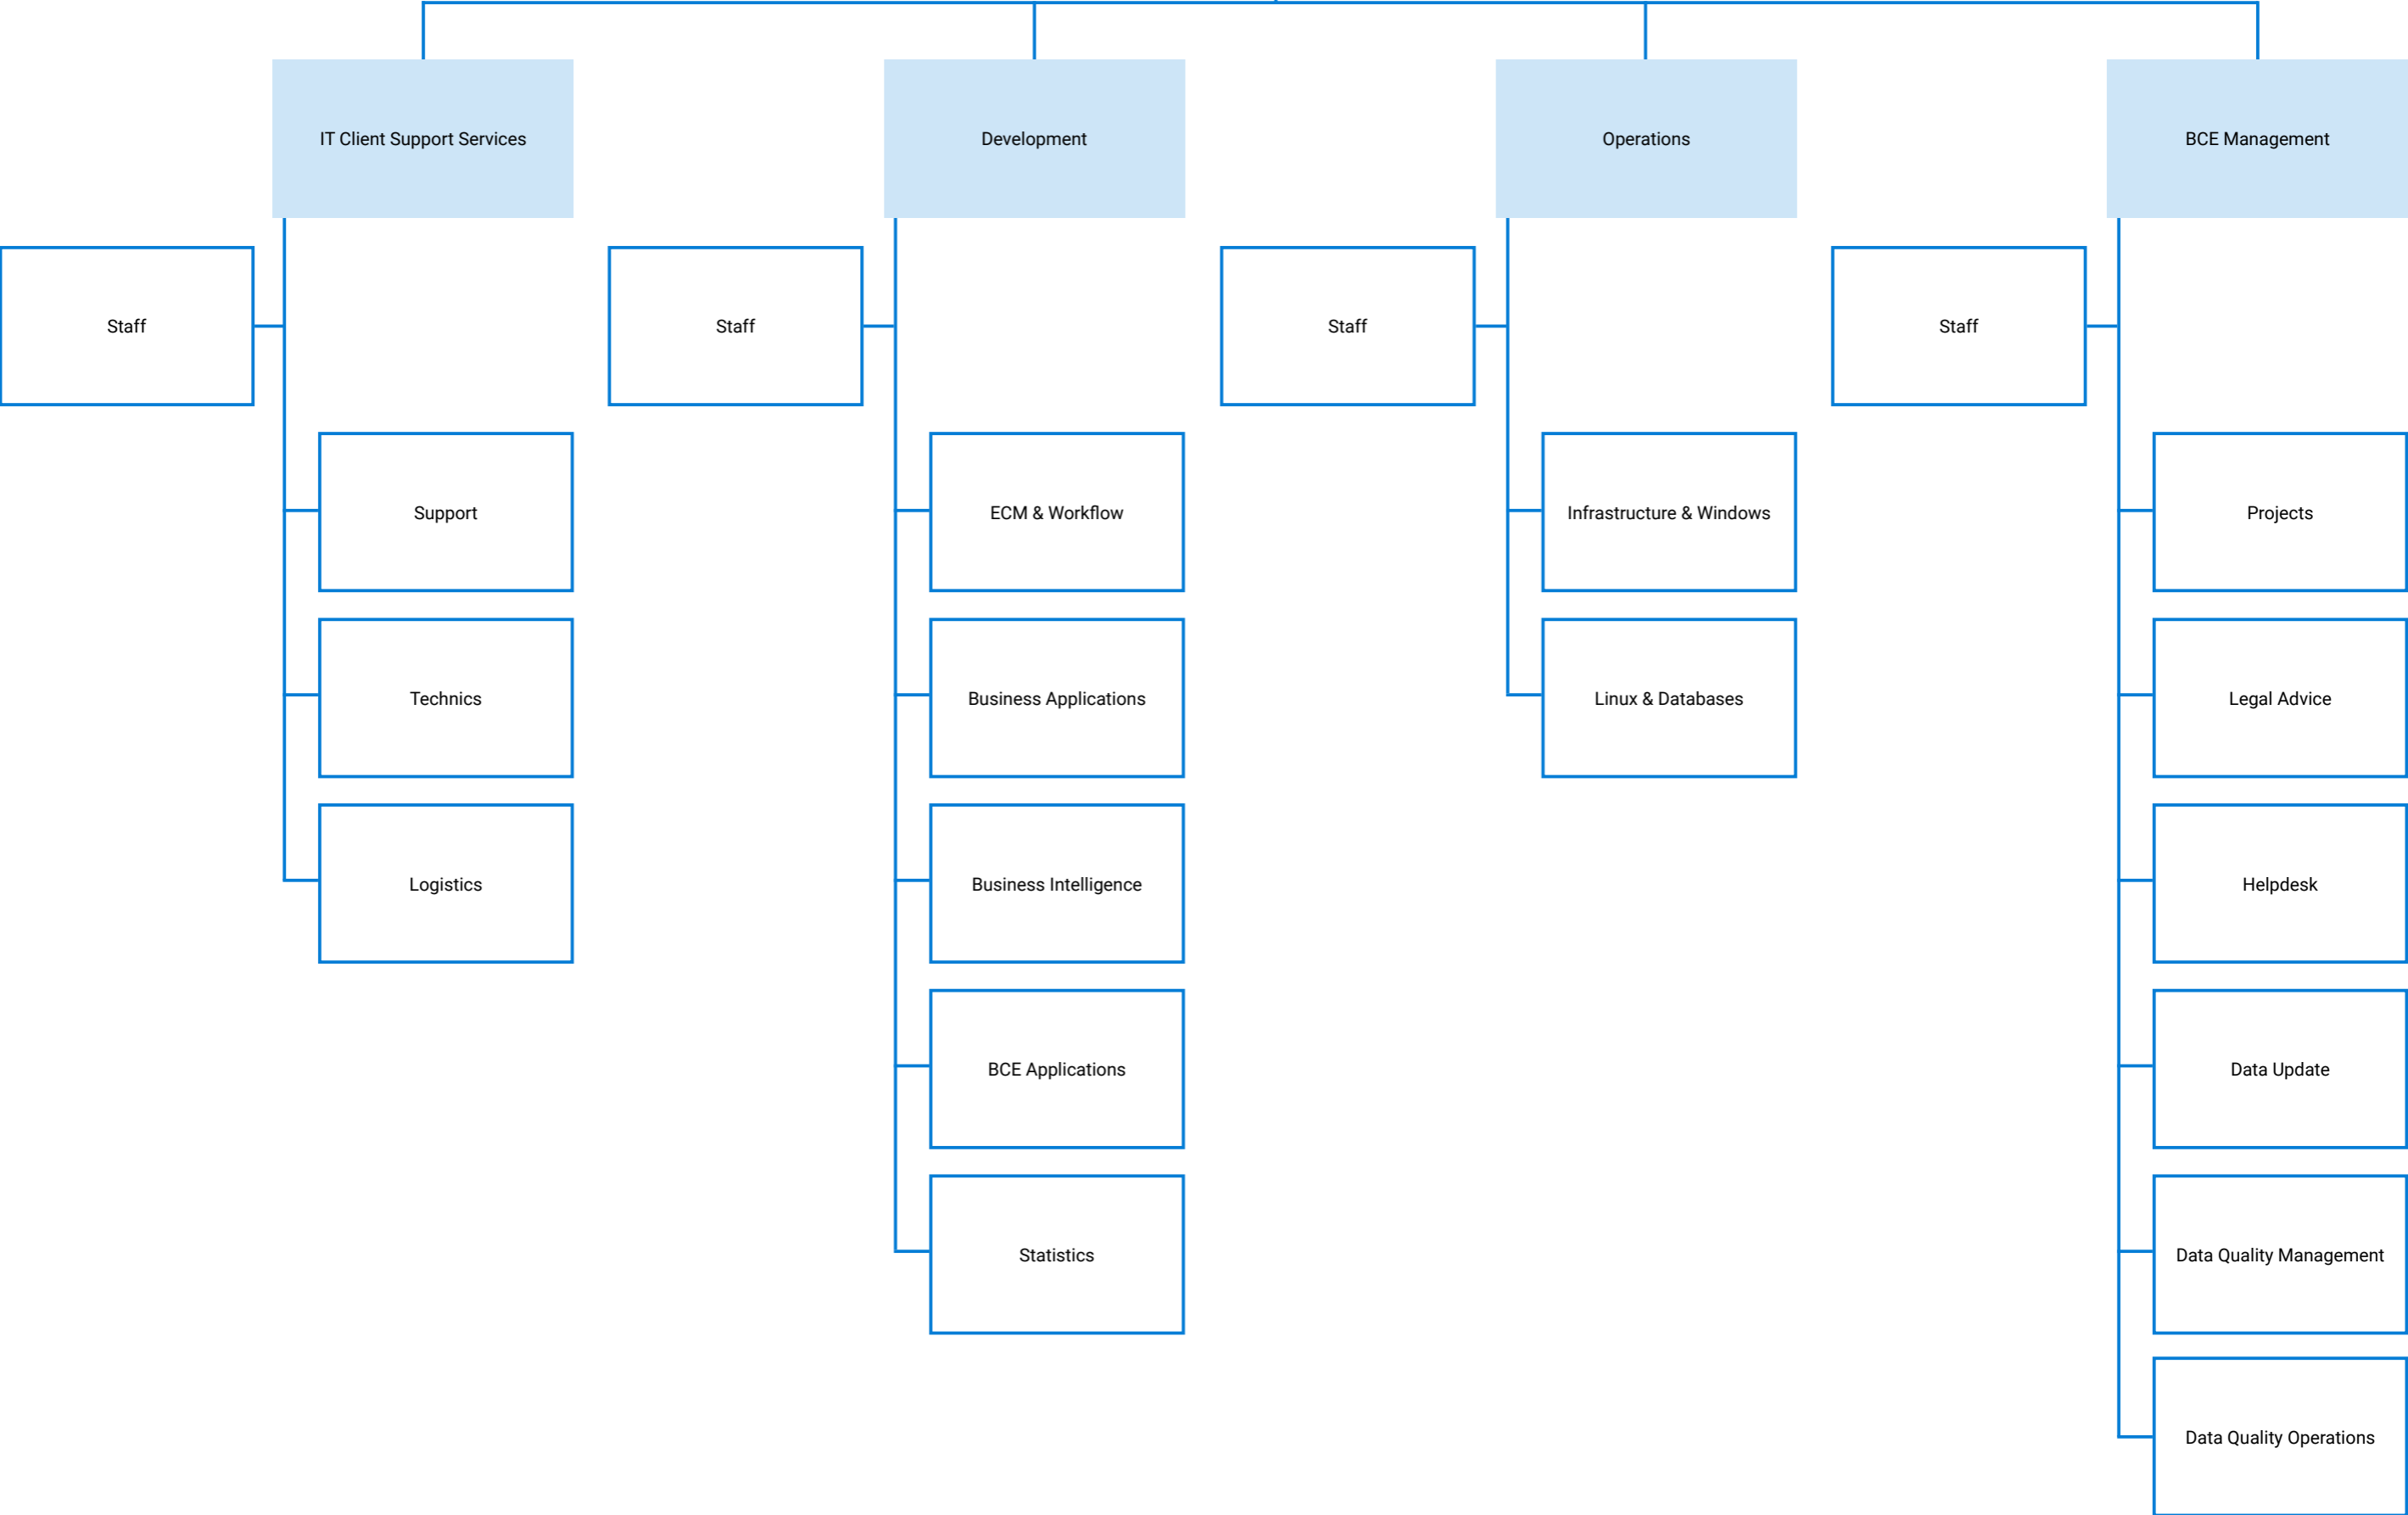 IT Client Support Services
Development
Operations
BCE Management
Staff
Staff
Staff
Staff
Support
ECM & Workflow
Infrastructure & Windows
Projects
Technics
Business Applications
Linux & Databases
Legal Advice
Logistics
Business Intelligence
Helpdesk
BCE Applications
Data Update
Statistics
Data Quality Management
Data Quality Operations